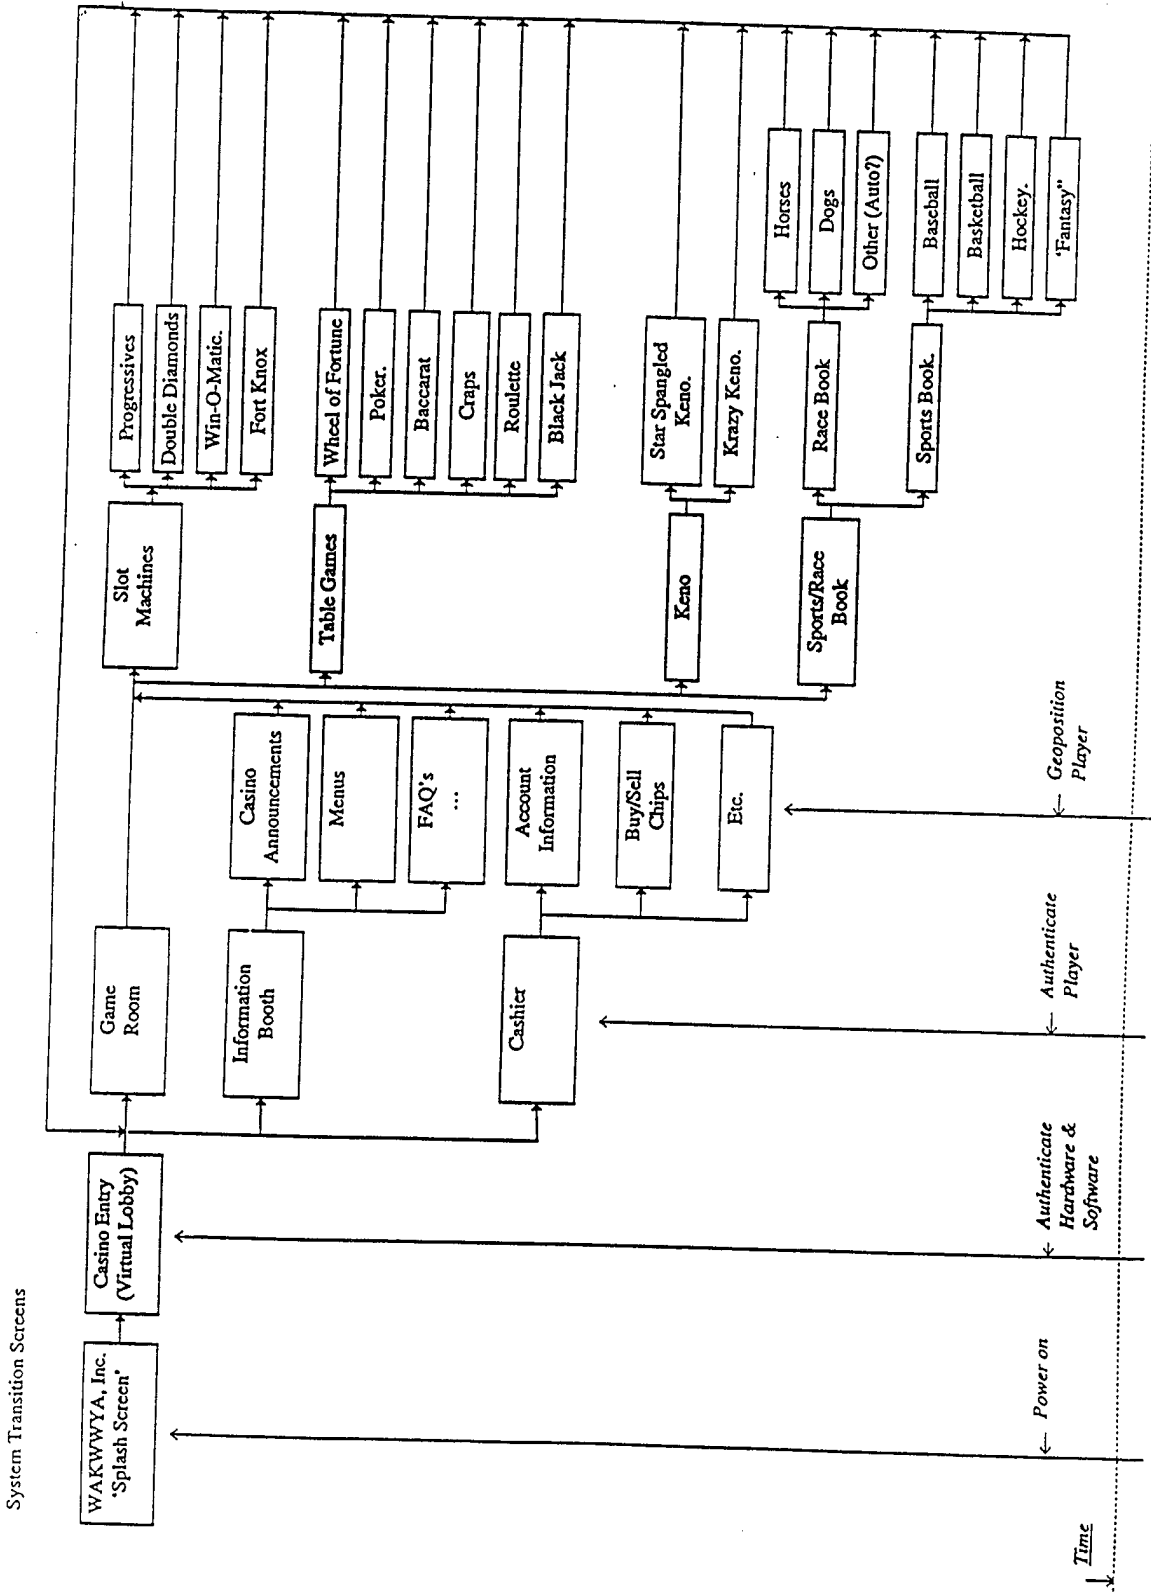 System Transition Screens
WAKWWYA, Inc.
'Splash Screen'
Casino Entry
(Virtual Lobby)
Game
Room
Information
Booth
Cashier
Casino
Announcements
Menus
FAQ's
...
Account
Information
Buy/Sell
Chips
Etc.
Slot
Machines
Table Games
Keno
Sports/Race
Book
Progressives
Double Diamonds
Win-O-Matic.
Fort Knox
Wheel of Fortune
Poker.
Baccarat
Craps
Roulette
Black Jack
Star Spangled
Keno.
Krazy Keno.
Race Book
Sports Book.
Horses
Dogs
Other (Auto?)
Baseball
Basketball
Hockey.
'Fantasy"
Power on
Authenticate
Hardware &
Software
Authenticate
Player
Geoposition
Player
Time